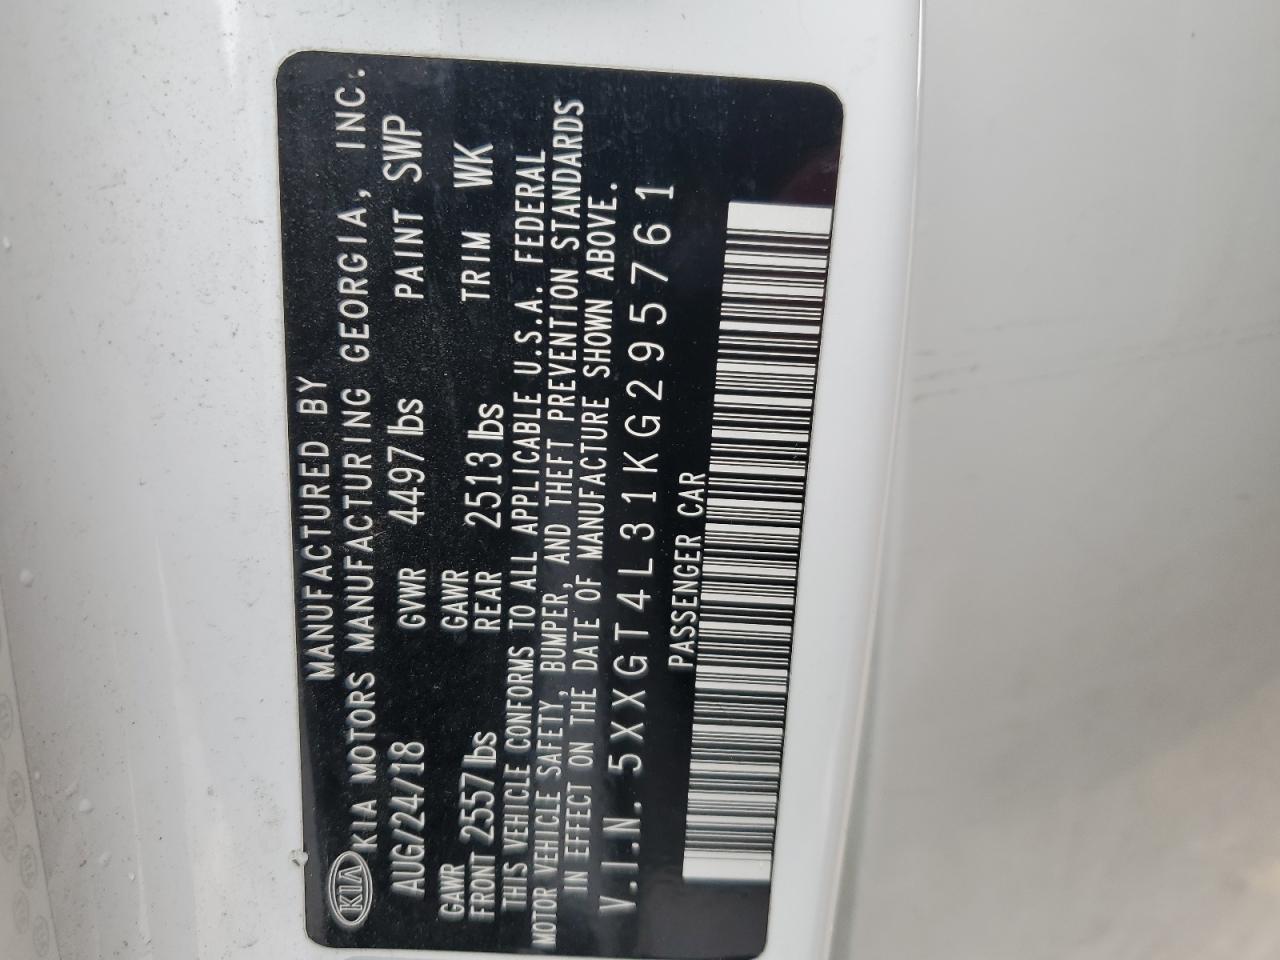 MANUFACTURED BY
KIA KIA MOTORS MANUFACTURING GEORGIA, INC.
AUG/24/18 GVWR 4497 lbs PAINT SWP
GAWR FRONT 2557 lbs GAWR REAR 2513 lbs TRIM WK
THIS VEHICLE CONFORMS TO ALL APPLICABLE U.S.A. FEDERAL
MOTOR VEHICLE SAFETY, BUMPER, AND THEFT PREVENTION STANDARDS
IN EFFECT ON THE DATE OF MANUFACTURE SHOWN ABOVE.
V.I.N. 5XXGT4L31KG295761
PASSENGER CAR